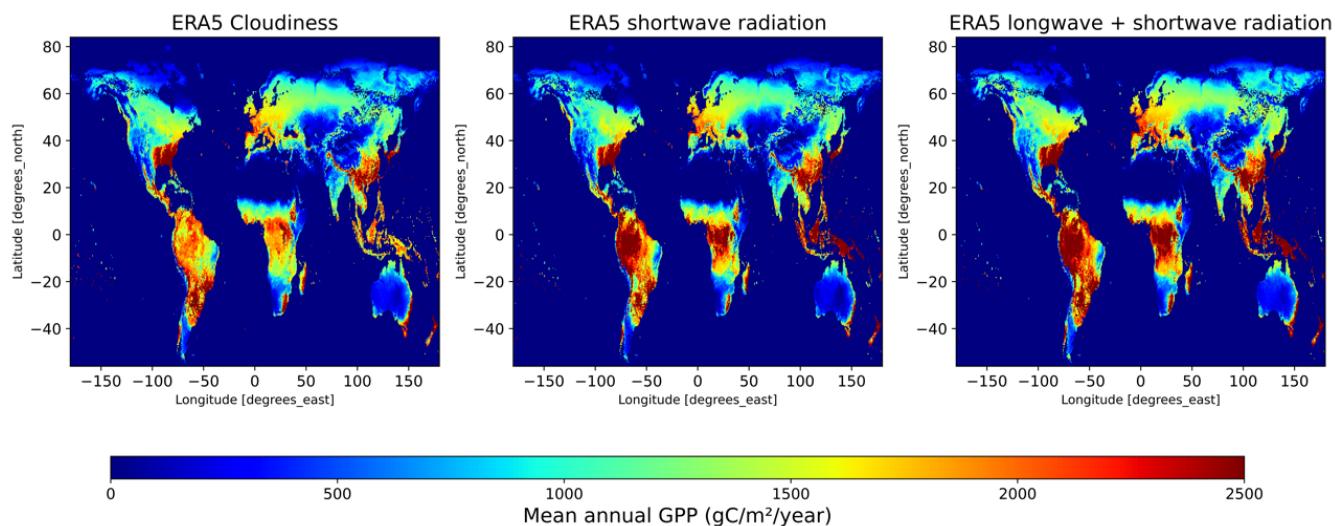 ERA5 Cloudiness
ERA5 shortwave radiation
ERA5 longwave + shortwave radiation
Latitude [degrees_north]
80
60
40
20
0
−20
−40
−150 −100 −50 0 50 100 150
Longitude [degrees_east]
Latitude [degrees_north]
80
60
40
20
0
−20
−40
−150 −100 −50 0 50 100 150
Longitude [degrees_east]
Latitude [degrees_north]
80
60
40
20
0
−20
−40
−150 −100 −50 0 50 100 150
Longitude [degrees_east]
0 500 1000 1500 2000 2500
Mean annual GPP (gC/m²/year)